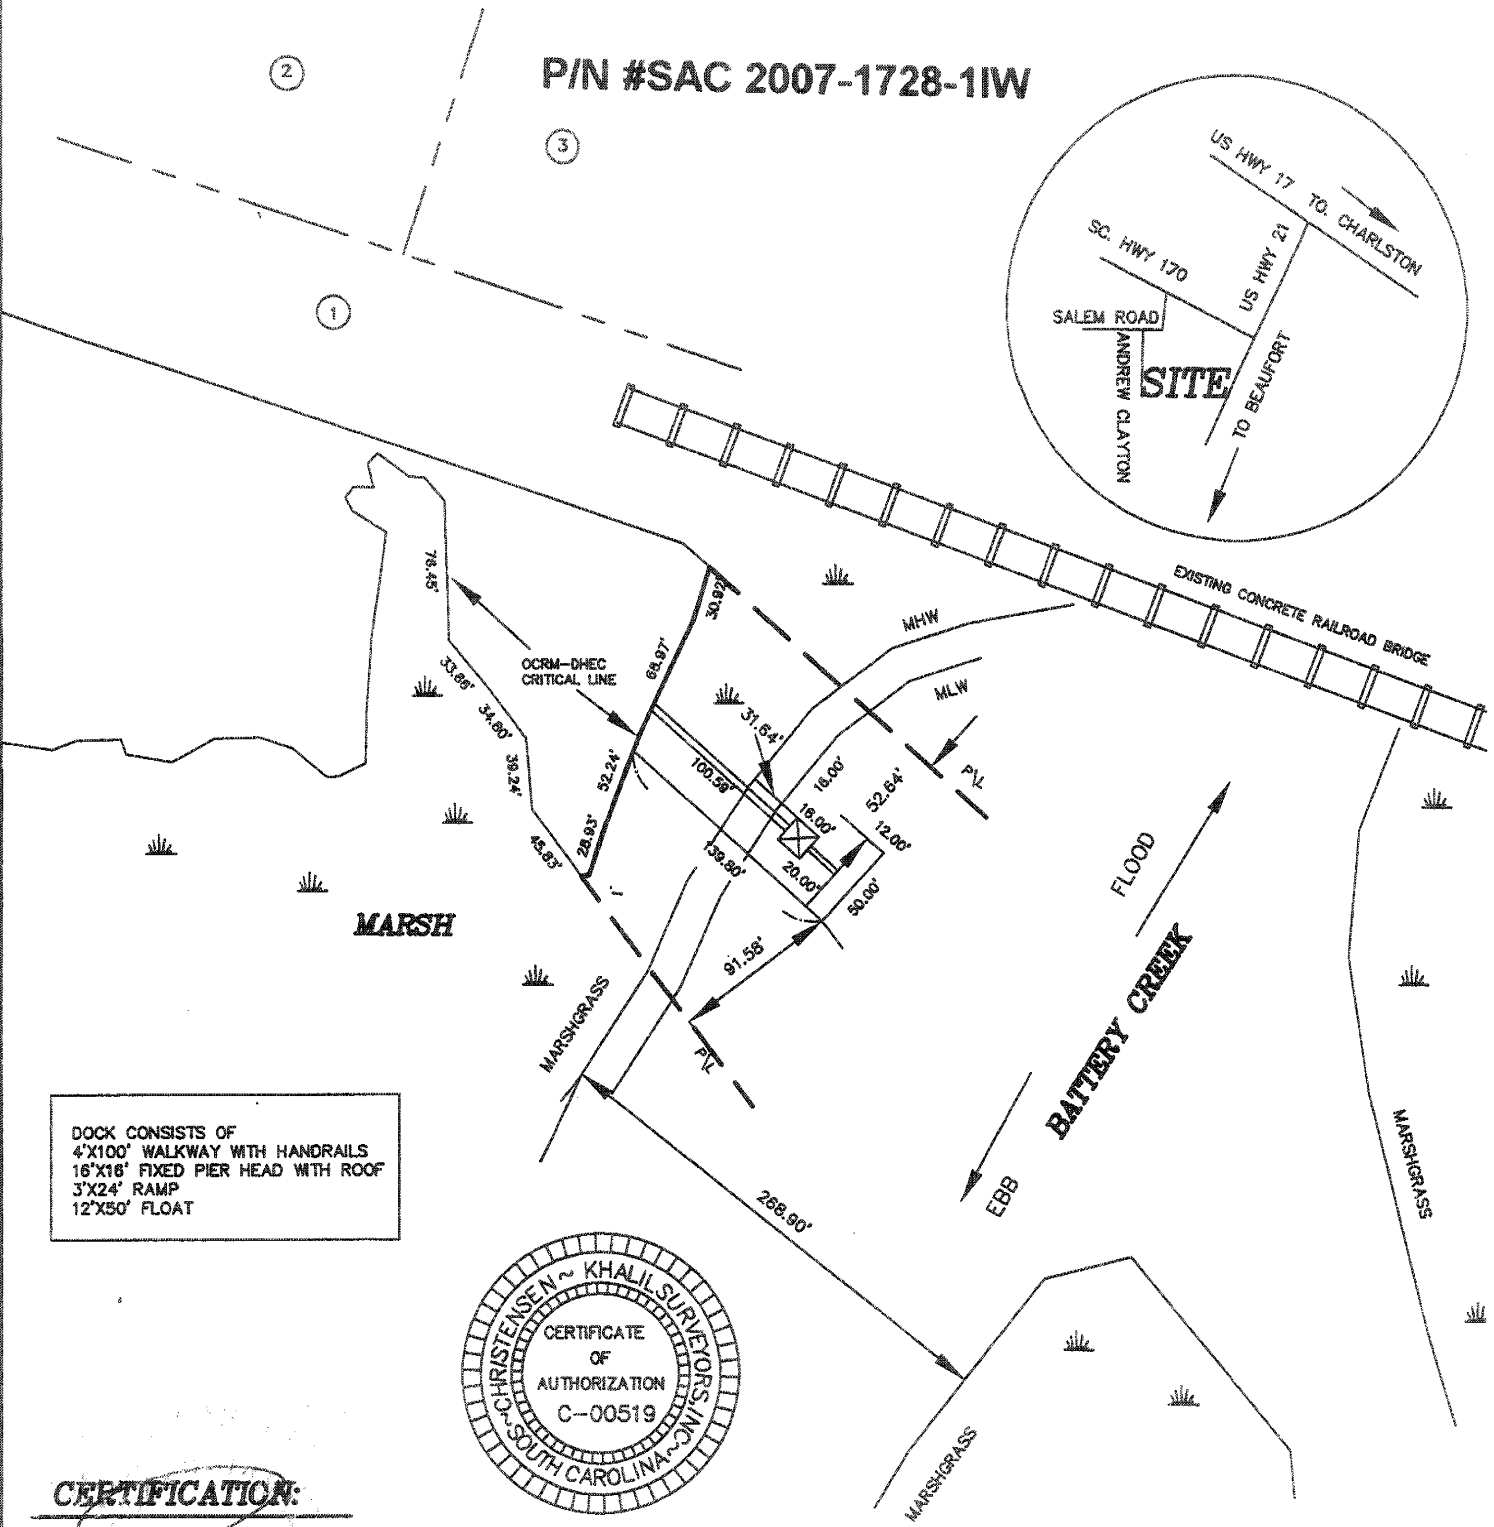 P/N #SAC 2007-1728-1IW
2
3
1
US HWY 17 TO. CHARLSTON
SC. HWY 170
US HWY 21
SALEM ROAD
ANDREW CLAYTON
SITE
TO BEAUFORT
EXISTING CONCRETE RAILROAD BRIDGE
78.45'
33.86'
34.80'
39.24'
45.83'
OCRM-DHEC
CRITICAL LINE
30.92'
68.97'
52.24'
28.93'
MHW
MLW
31.64'
100.59'
139.80'
16.00'
16.00'
52.64'
12.00'
20.00'
50.00'
91.58'
P\L
P\L
FLOOD
BATTERY CREEK
EBB
MARSH
MARSHGRASS
MARSHGRASS
MARSHGRASS
268.90'
DOCK CONSISTS OF
4'X100' WALKWAY WITH HANDRAILS
16'X16' FIXED PIER HEAD WITH ROOF
3'X24' RAMP
12'X50' FLOAT
CHRISTENSEN ~ KHALIL SURVEYORS, INC ~ SOUTH CAROLINA ~
CERTIFICATE
OF
AUTHORIZATION
C-00519
CERTIFICATION: